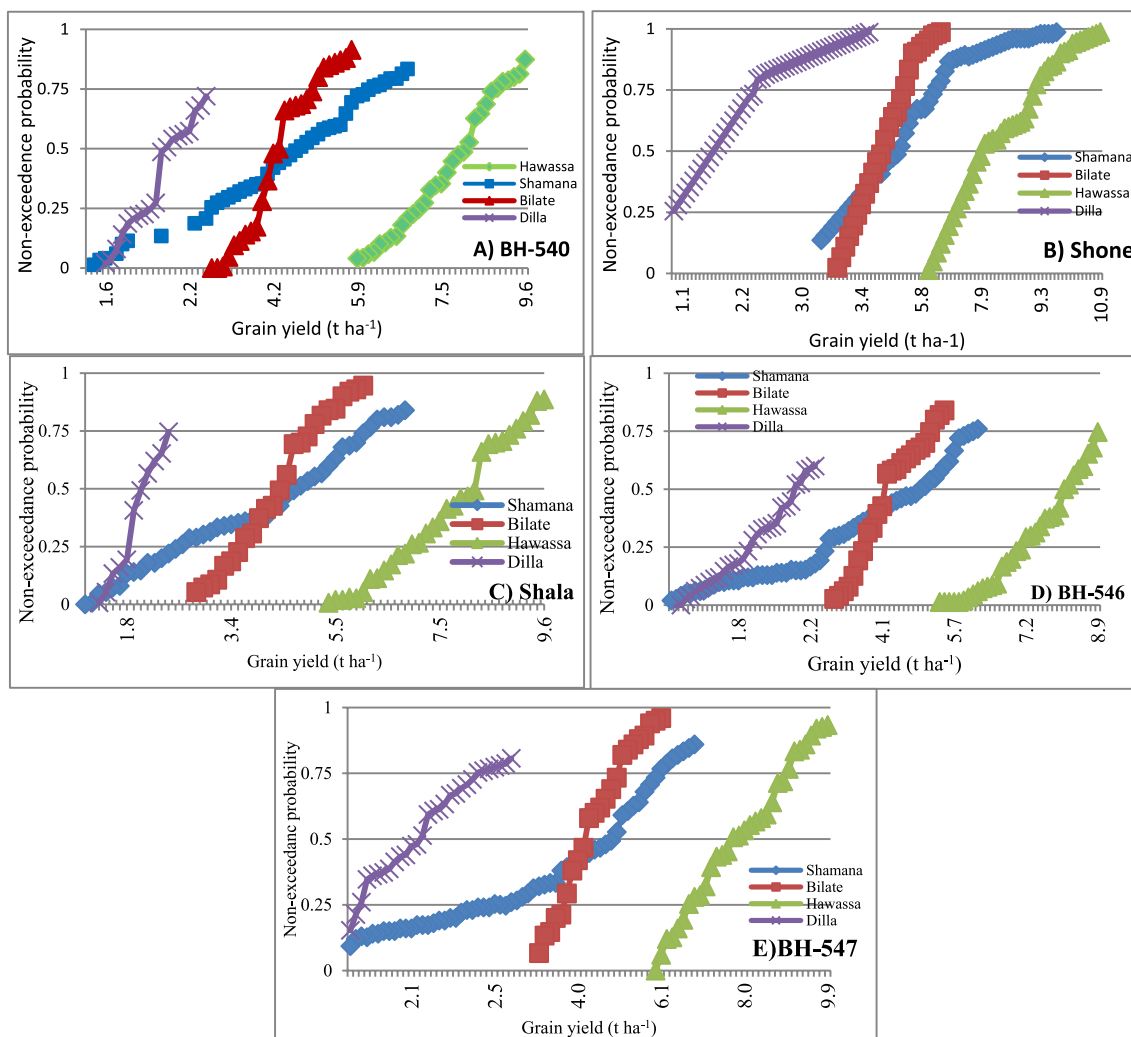 Non-exceedence probability
1
0.75
0.5
0.25
0
1.6 2.2 4.2 5.9 7.5 9.6
Grain yield (t ha-1)
Hawassa
Shamana
Bilate
Dilla
A) BH-540
Non-exceedance probability
1
0.75
0.5
0.25
0
1.1 2.2 3.0 3.4 5.8 7.9 9.3 10.9
Grain yield (t ha-1)
Shamana
Bilate
Hawassa
Dilla
B) Shone
Non-exceedance probability
1
0.75
0.5
0.25
0
1.8 3.4 5.5 7.5 9.6
Grain yield (t ha-1)
Shamana
Bilate
Hawassa
Dilla
C) Shala
Non-exceedance probability
1
0.75
0.5
0.25
0
1.8 2.2 4.1 5.7 7.2 8.9
Grain yield (t ha-1)
Shamana
Bilate
Hawassa
Dilla
D) BH-546
Non-exceedanc probability
1
0.75
0.5
0.25
0
2.1 2.5 4.0 6.1 8.0 9.9
Grain yield (t ha-1)
Shamana
Bilate
Hawassa
Dilla
E)BH-547